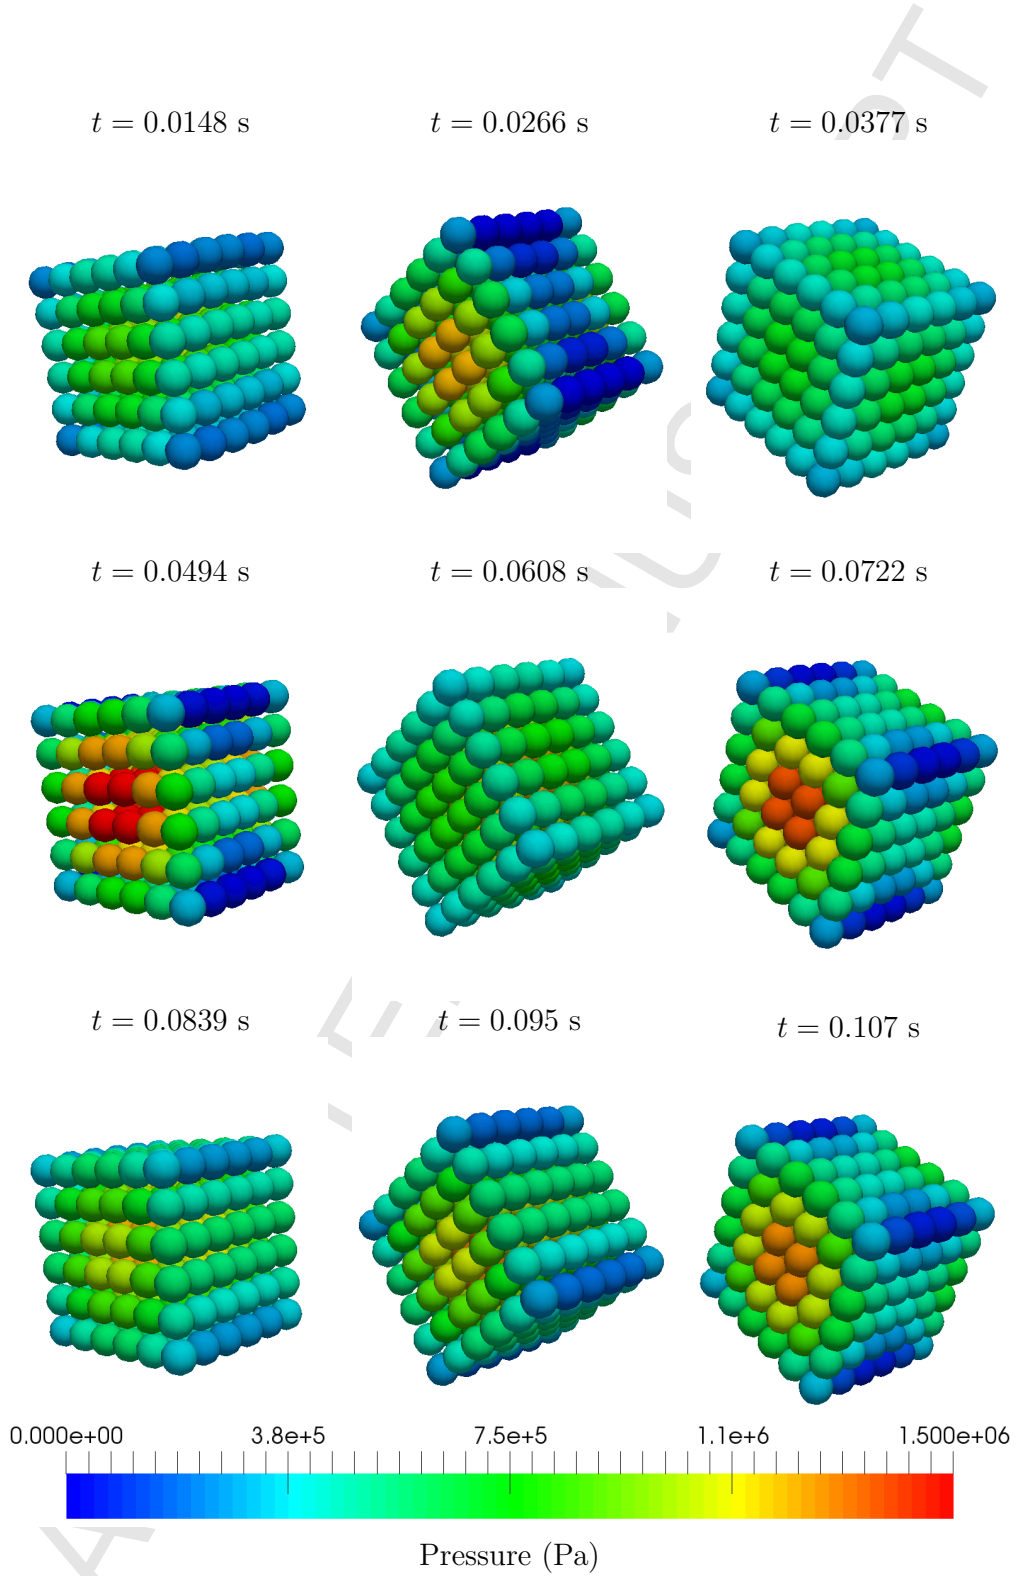 t = 0.0148 s
t = 0.0266 s
t = 0.0377 s
t = 0.0494 s
t = 0.0608 s
t = 0.0722 s
t = 0.0839 s
t = 0.095 s
t = 0.107 s
0.000e+00 3.8e+5 7.5e+5 1.1e+6 1.500e+06
Pressure (Pa)